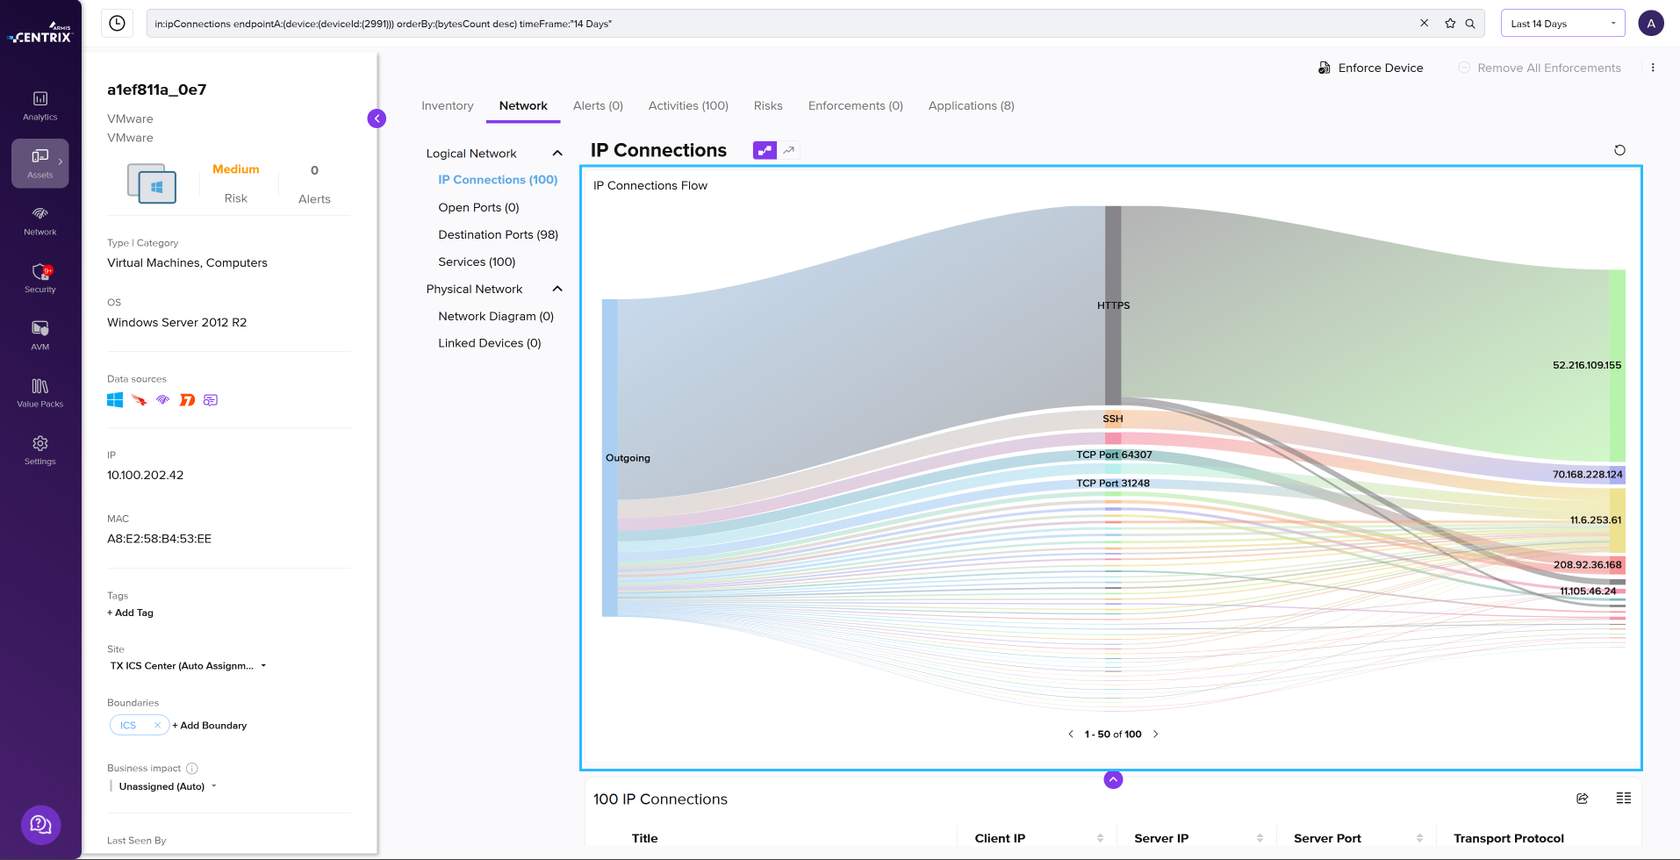 ARMIS
CENTRIX
in:ipConnections endpointA:(device:(deviceId:(2991))) orderBy:(bytesCount desc) timeFrame:"14 Days"
Last 14 Days
A
Analytics
Assets
Network
9+
Security
AVM
Value Packs
Settings
a1ef811a_0e7
VMware
VMware
Medium
Risk
0
Alerts
Type | Category
Virtual Machines, Computers
OS
Windows Server 2012 R2
Data sources
IP
10.100.202.42
MAC
A8:E2:58:B4:53:EE
Tags
+ Add Tag
Site
TX ICS Center (Auto Assignm...
Boundaries
ICS
+ Add Boundary
Business impact
Unassigned (Auto)
Last Seen By
Enforce Device
Remove All Enforcements
Inventory
Network
Alerts (0)
Activities (100)
Risks
Enforcements (0)
Applications (8)
Logical Network
IP Connections (100)
Open Ports (0)
Destination Ports (98)
Services (100)
Physical Network
Network Diagram (0)
Linked Devices (0)
IP Connections
IP Connections Flow
Outgoing
HTTPS
SSH
TCP Port 64307
TCP Port 31248
52.216.109.155
70.168.228.124
11.6.253.61
208.92.36.168
11.105.46.24
1 - 50 of 100
100 IP Connections
Title
Client IP
Server IP
Server Port
Transport Protocol